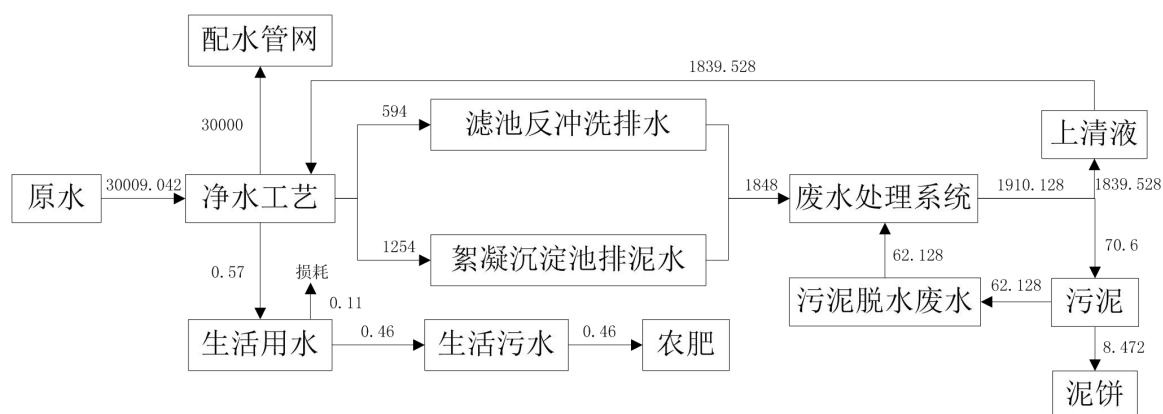 配水管网
1839.528
30000
594
滤池反冲洗排水
上清液
原水
30009.042
净水工艺
1848
废水处理系统
1910.128
1839.528
1254
絮凝沉淀池排泥水
62.128
70.6
0.57
损耗
0.11
污泥脱水废水
62.128
污泥
生活用水
0.46
生活污水
0.46
农肥
8.472
泥饼